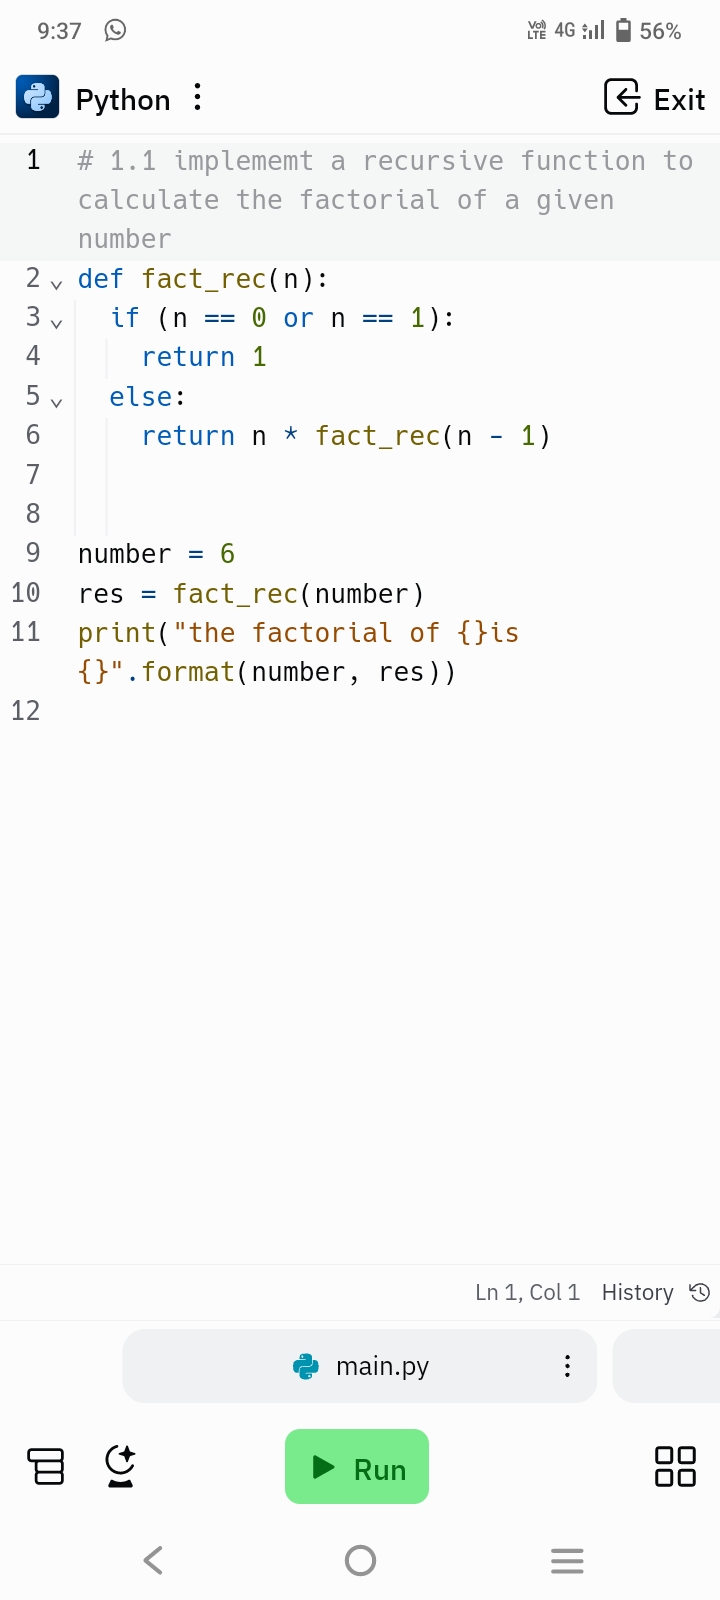 9:37 VoD LTE 4G 56%
Python Exit
1 # 1.1 implememt a recursive function to
calculate the factorial of a given
number
2 def fact_rec(n):
3 if (n == 0 or n == 1):
4 return 1
5 else:
6 return n * fact_rec(n - 1)
7
8
9 number = 6
10 res = fact_rec(number)
11 print("the factorial of {}is
{}".format(number, res))
12
Ln 1, Col 1 History
main.py
Run